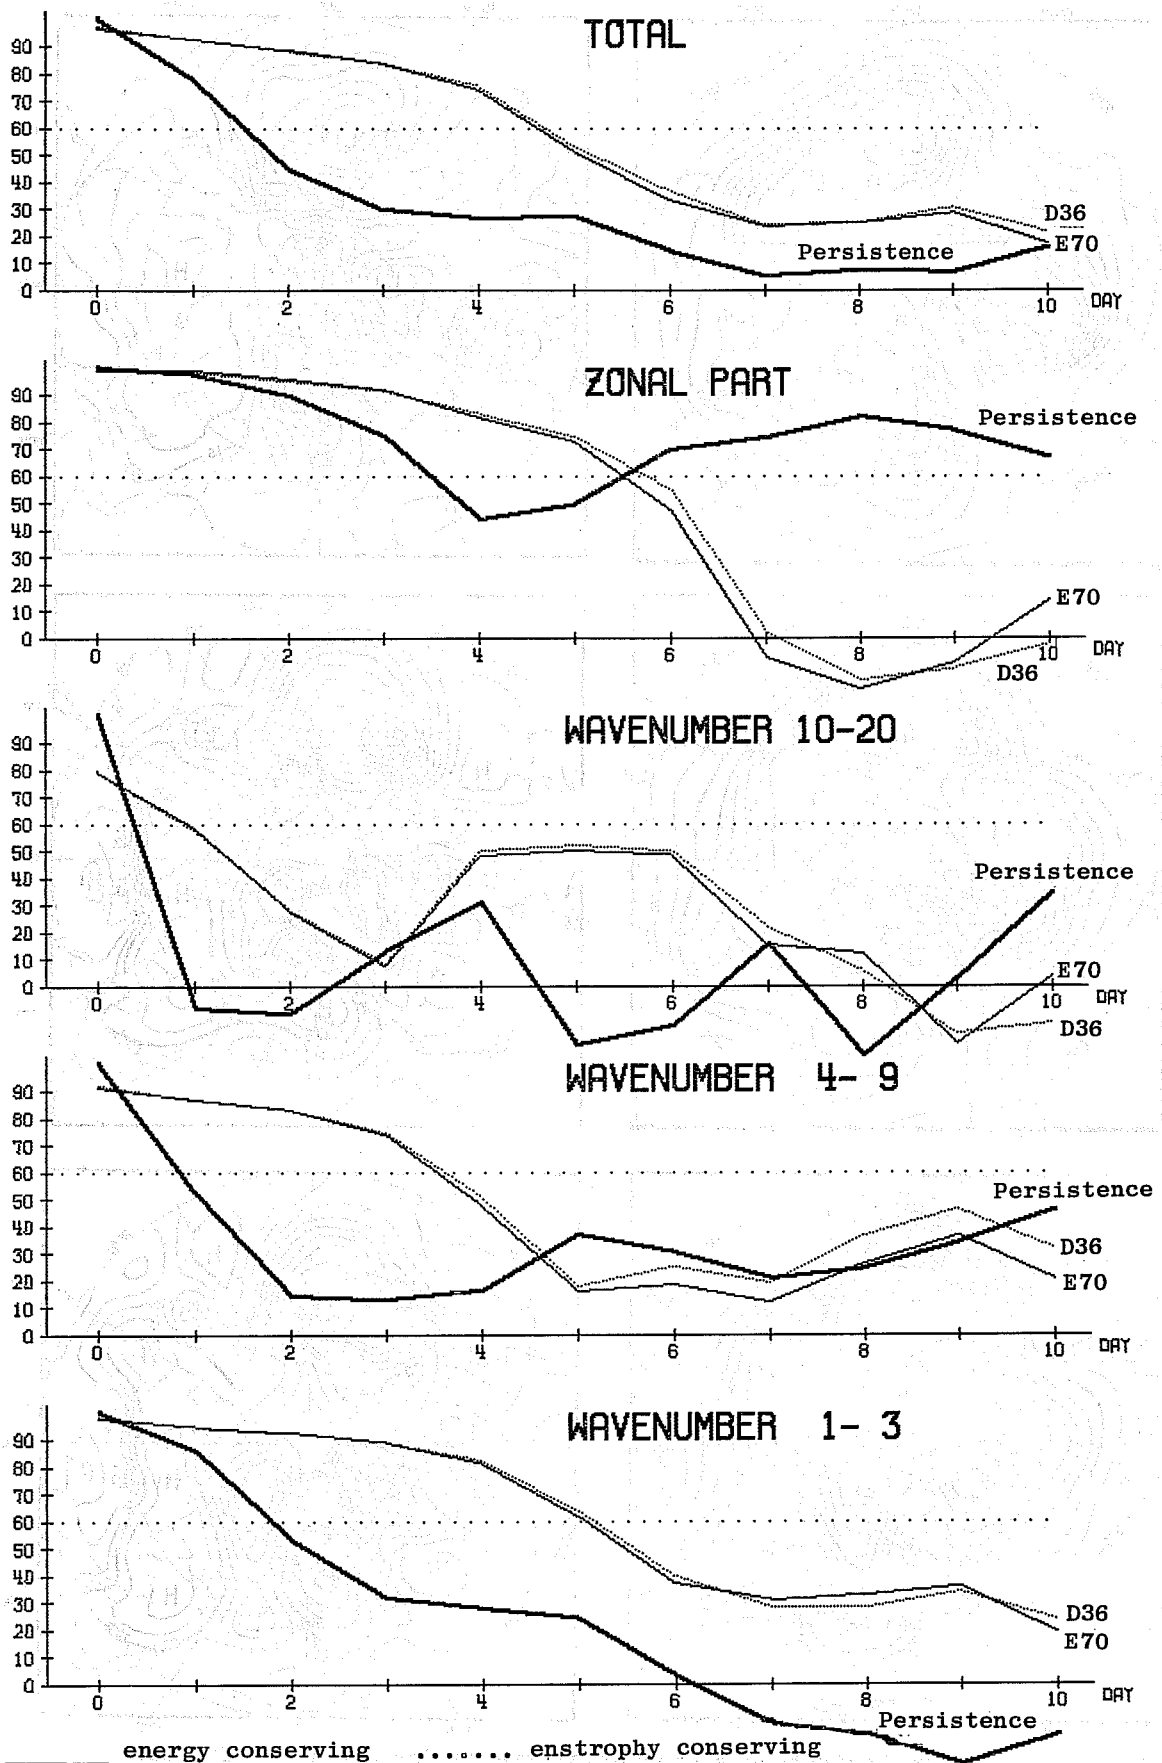 TOTAL
90
80
70
60
50
40
30
20
10
0
D36
E70
Persistence
0 2 4 6 8 10 DAY
ZONAL PART
90
80
70
60
50
40
30
20
10
0
Persistence
E70
D36
0 2 4 6 8 10 DAY
WAVENUMBER 10-20
90
80
70
60
50
40
30
20
10
0
Persistence
E70
D36
0 2 4 6 8 10 DAY
WAVENUMBER 4- 9
90
80
70
60
50
40
30
20
10
0
Persistence
D36
E70
0 2 4 6 8 10 DAY
WAVENUMBER 1- 3
90
80
70
60
50
40
30
20
10
0
D36
E70
0 2 4 6 8 10 DAY
Persistence
energy conserving enstrophy conserving